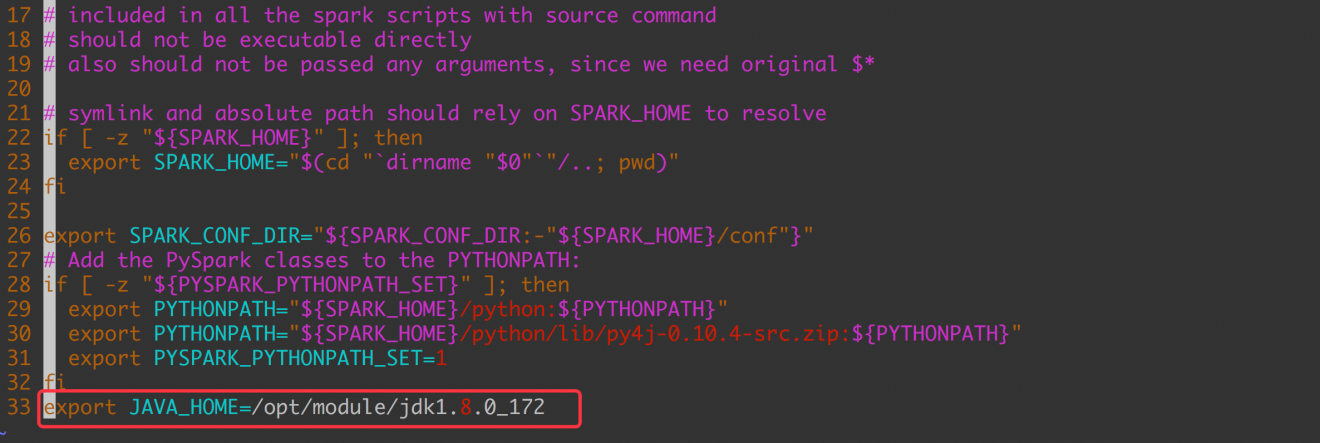 17 # included in all the spark scripts with source command
18 # should not be executable directly
19 # also should not be passed any arguments, since we need original $*
20
21 # symlink and absolute path should rely on SPARK_HOME to resolve
22 if [ -z "${SPARK_HOME}" ]; then
23   export SPARK_HOME="$(cd "`dirname "$0"`"/..; pwd)"
24 fi
25
26 export SPARK_CONF_DIR="${SPARK_CONF_DIR:-"${SPARK_HOME}/conf"}"
27 # Add the PySpark classes to the PYTHONPATH:
28 if [ -z "${PYSPARK_PYTHONPATH_SET}" ]; then
29   export PYTHONPATH="${SPARK_HOME}/python:${PYTHONPATH}"
30   export PYTHONPATH="${SPARK_HOME}/python/lib/py4j-0.10.4-src.zip:${PYTHONPATH}"
31   export PYSPARK_PYTHONPATH_SET=1
32 fi
33 export JAVA_HOME=/opt/module/jdk1.8.0_172
~